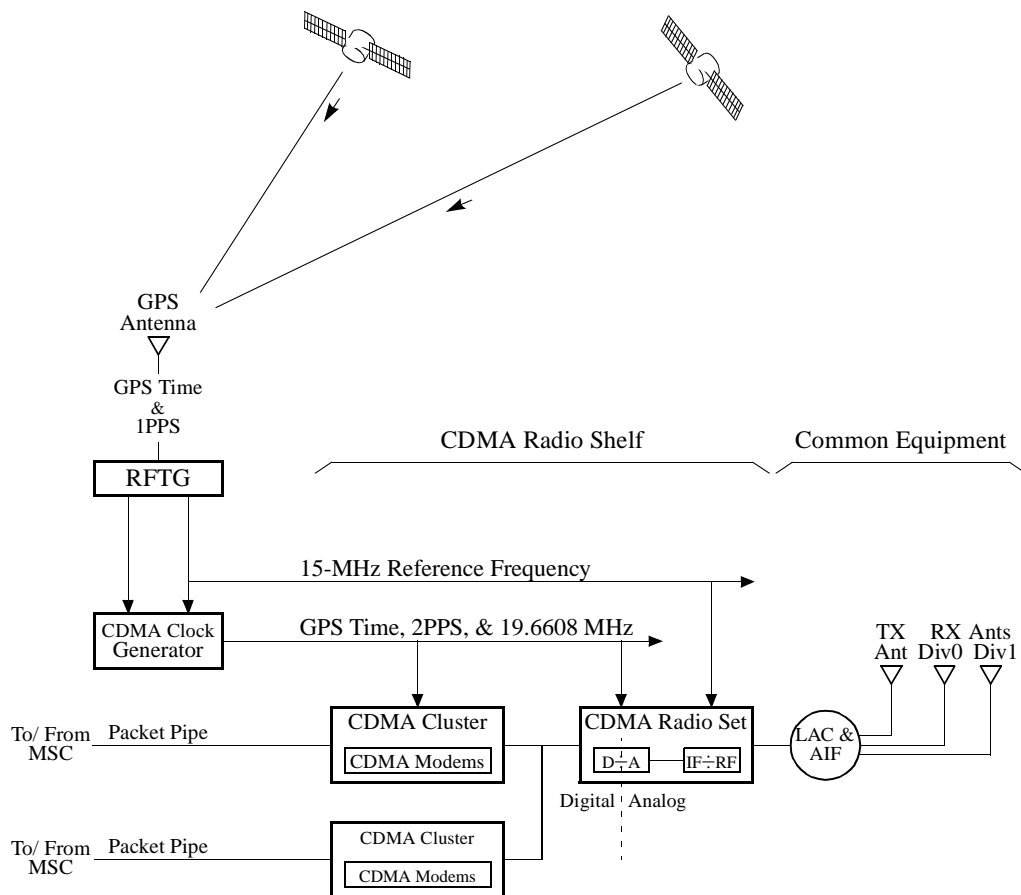 GPS
Antenna
GPS Time
&
1PPS
CDMA Radio Shelf
Common Equipment
RFTG
15-MHz Reference Frequency
CDMA Clock
Generator
GPS Time, 2PPS, & 19.6608 MHz
TX
Ant
RX Ants
Div0 Div1
To/ From
MSC
Packet Pipe
CDMA Cluster
CDMA Modems
CDMA Radio Set
D÷A
IF÷RF
LAC &
AIF
Digital
Analog
To/ From
MSC
Packet Pipe
CDMA Cluster
CDMA Modems